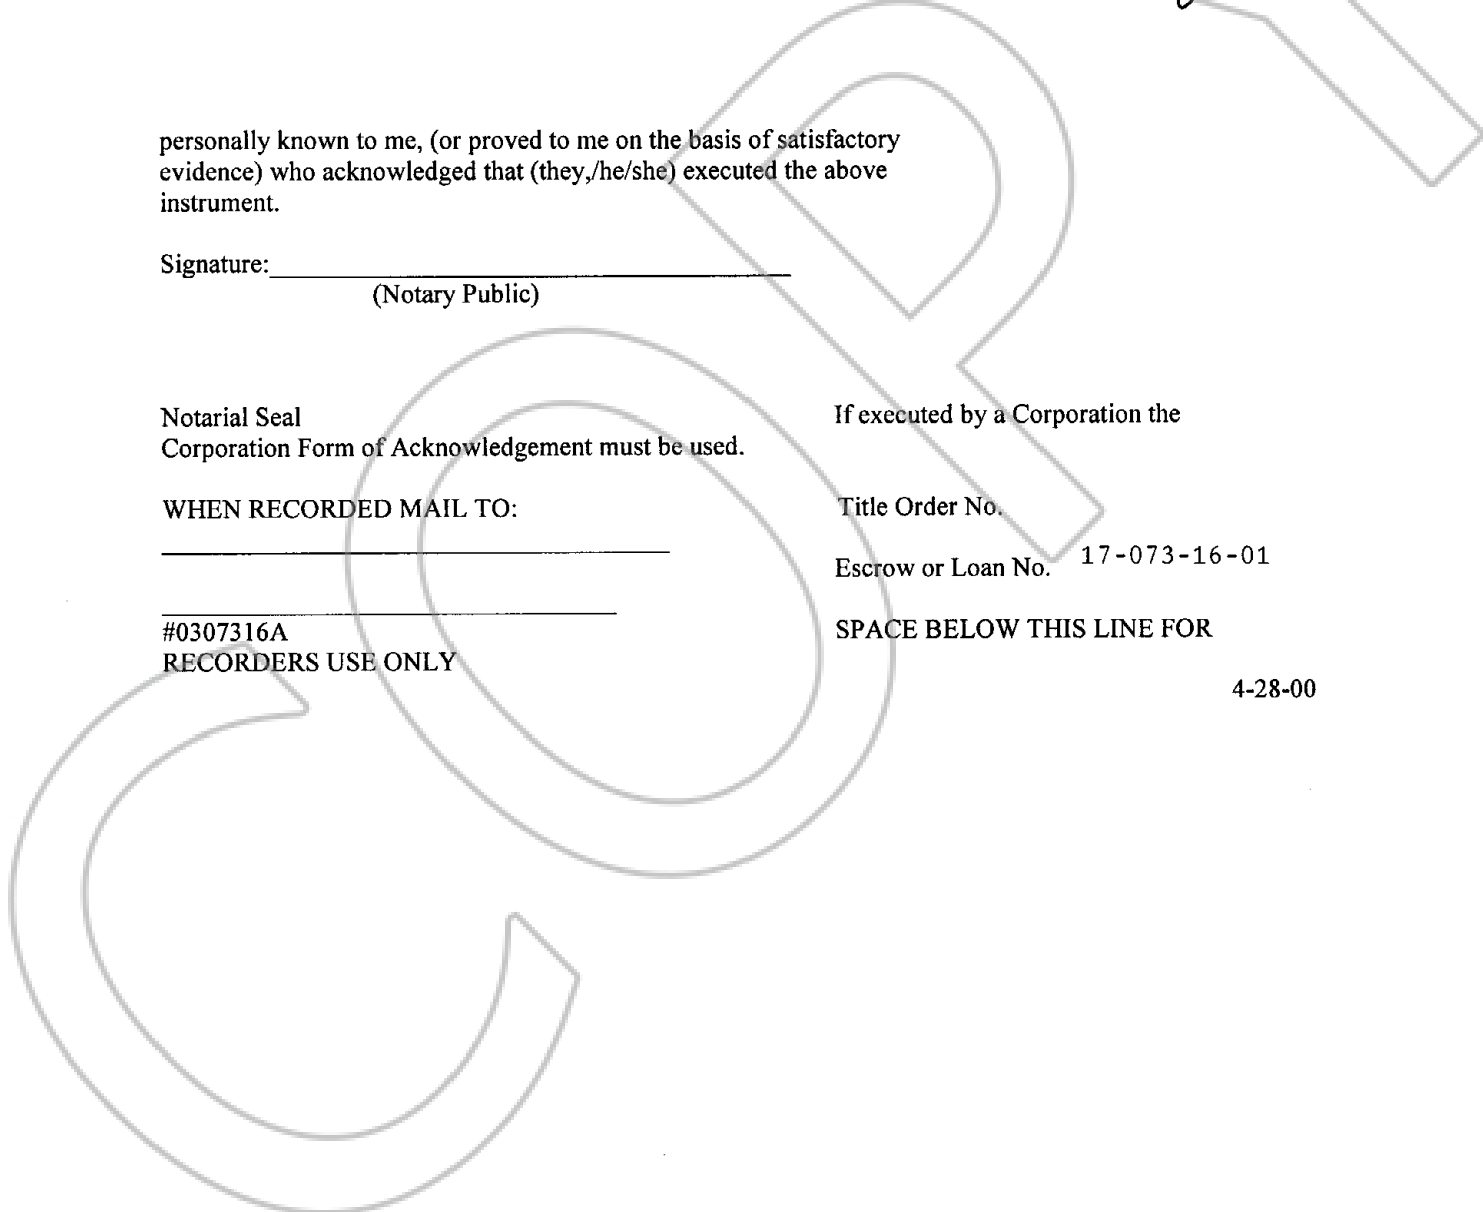 personally known to me, (or proved to me on the basis of satisfactory
evidence) who acknowledged that (they,/he/she) executed the above
instrument.
Signature:
(Notary Public)
Notarial Seal
If executed by a Corporation the
Corporation Form of Acknowledgement must be used.
WHEN RECORDED MAIL TO:
Title Order No.
Escrow or Loan No. 17-073-16-01
#0307316A
SPACE BELOW THIS LINE FOR
RECORDERS USE ONLY
4-28-00
COPY